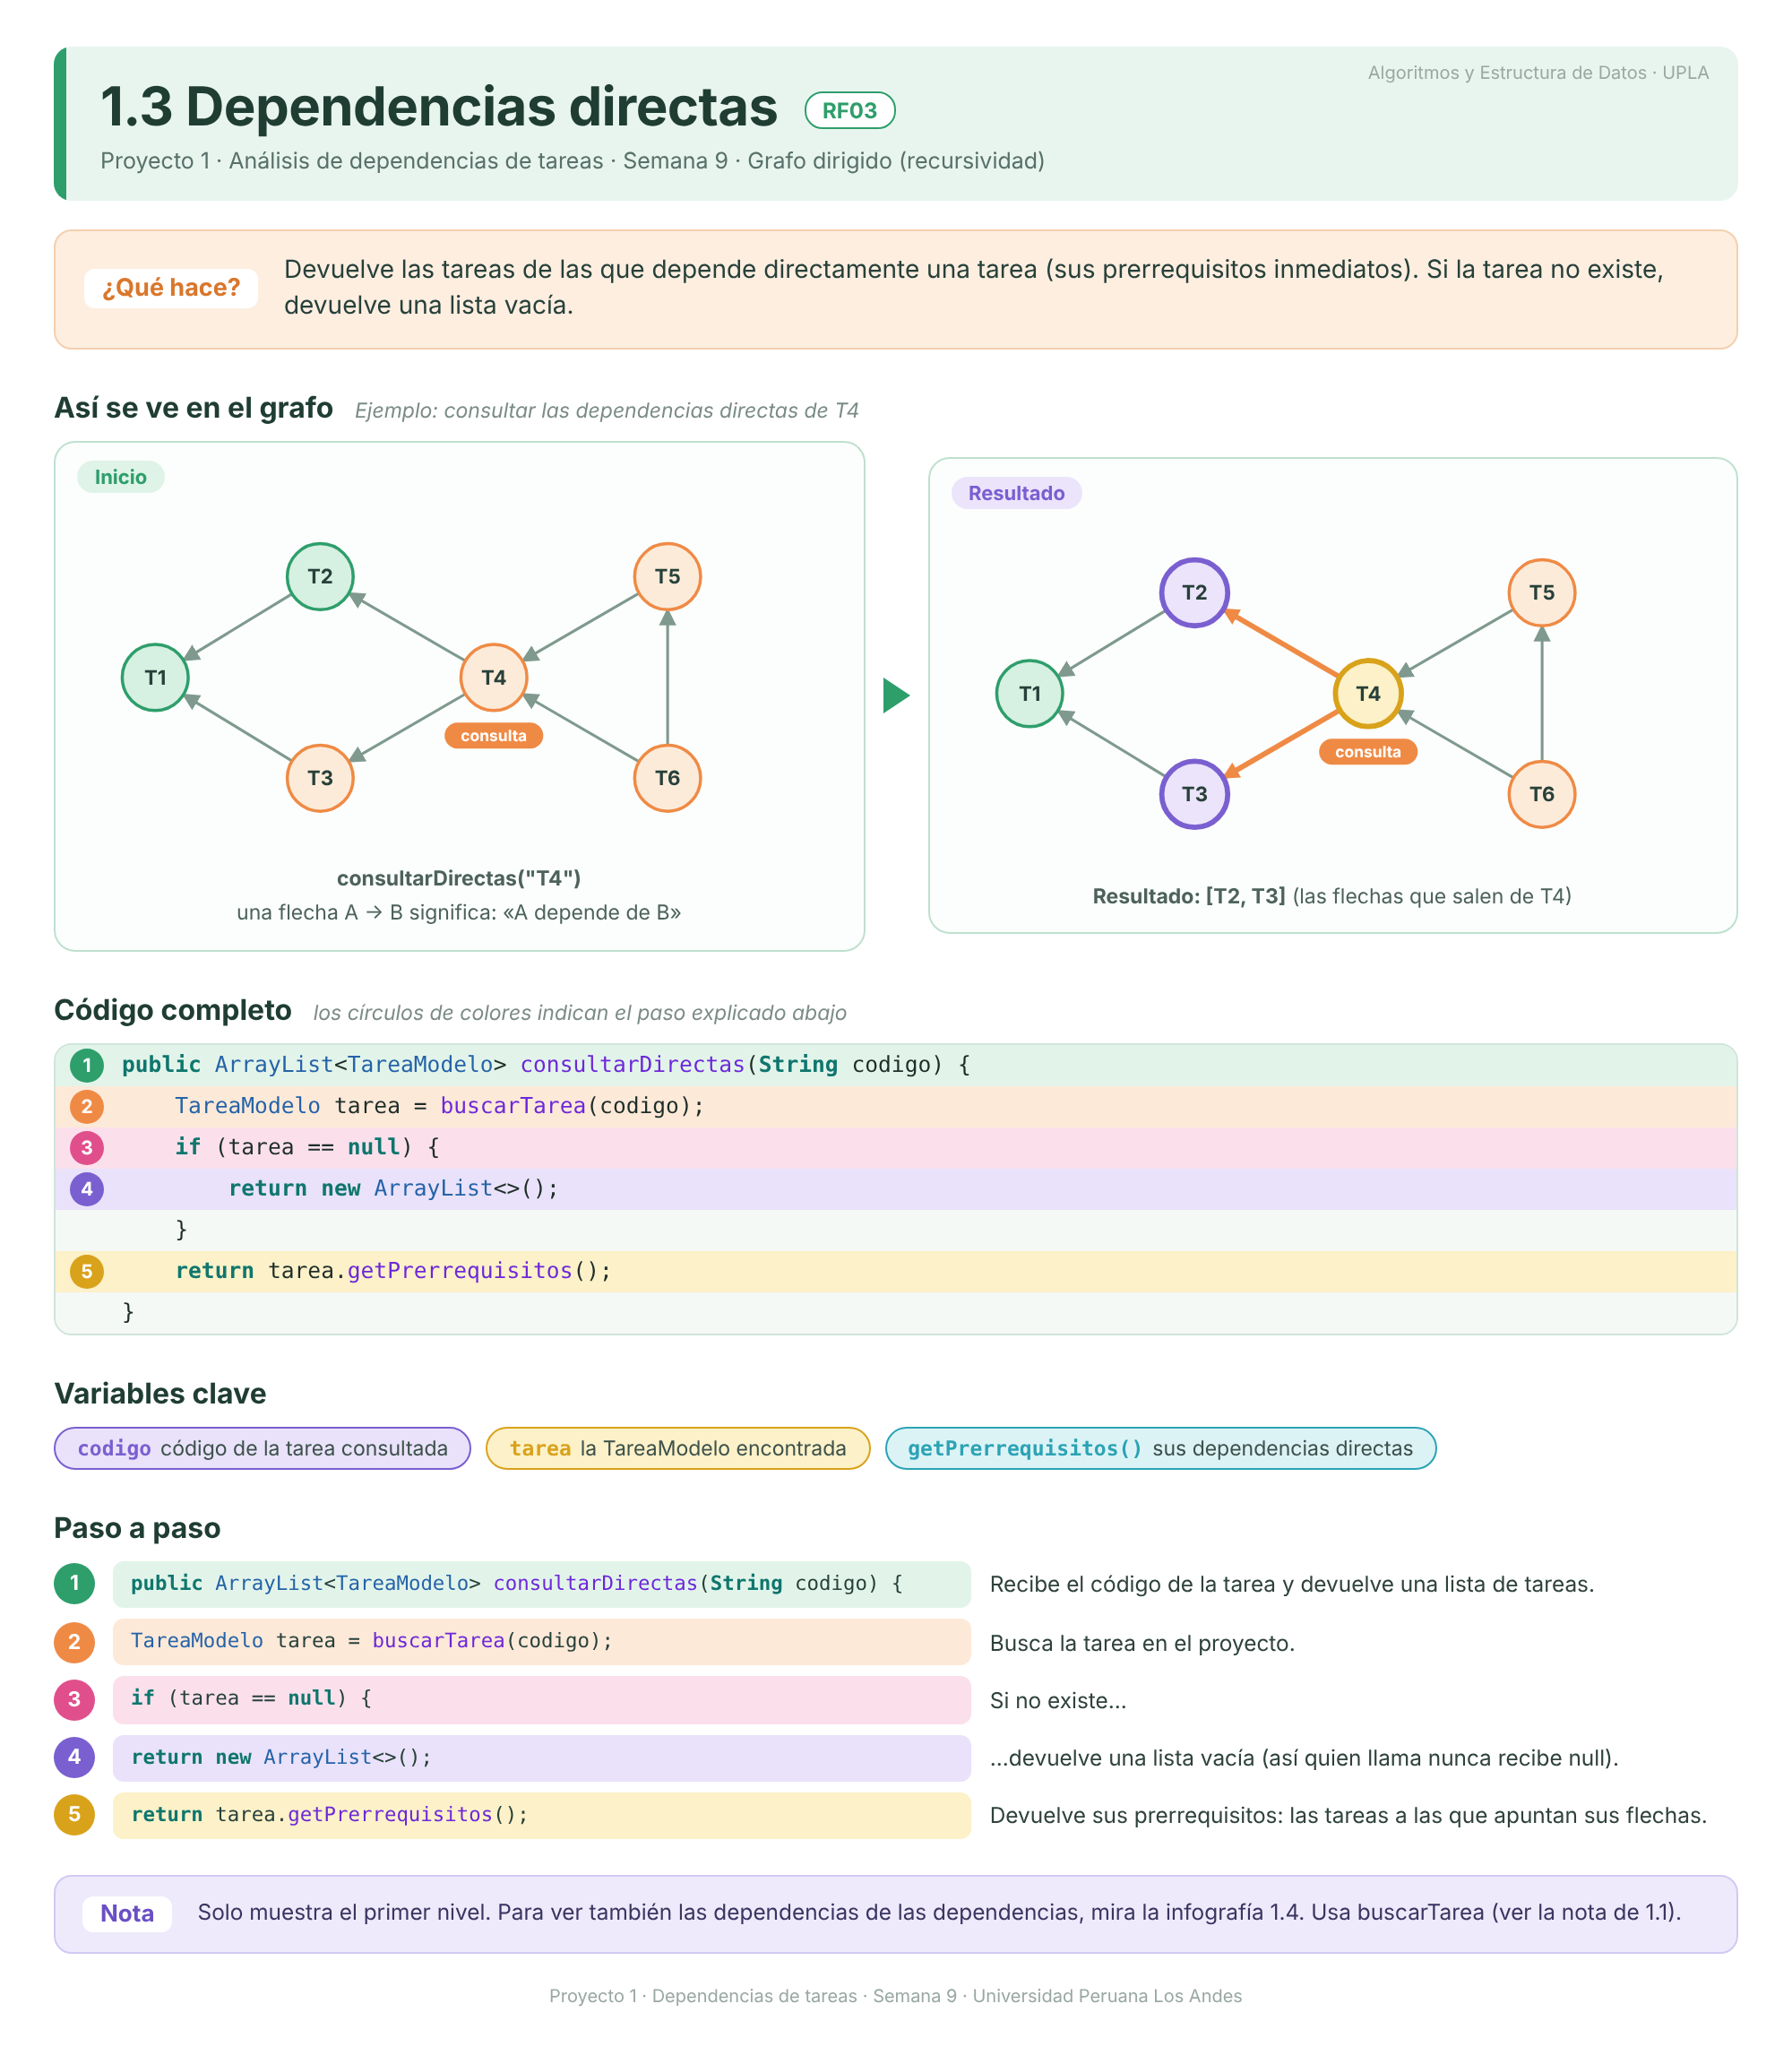 Algoritmos y Estructura de Datos · UPLA
1.3 Dependencias directas RF03
Proyecto 1 · Análisis de dependencias de tareas · Semana 9 · Grafo dirigido (recursividad)
¿Qué hace?
Devuelve las tareas de las que depende directamente una tarea (sus prerrequisitos inmediatos). Si la tarea no existe,
devuelve una lista vacía.
Así se ve en el grafo Ejemplo: consultar las dependencias directas de T4
Inicio
T2 T5
T1 T4
consulta
T3 T6
consultarDirectas("T4")
una flecha A → B significa: «A depende de B»
Resultado
T2 T5
T1 T4
consulta
T3 T6
Resultado: [T2, T3] (las flechas que salen de T4)
Código completo los círculos de colores indican el paso explicado abajo
1 public ArrayList<TareaModelo> consultarDirectas(String codigo) {
2 TareaModelo tarea = buscarTarea(codigo);
3 if (tarea == null) {
4 return new ArrayList<>();
}
5 return tarea.getPrerrequisitos();
}
Variables clave
codigo código de la tarea consultada tarea la TareaModelo encontrada getPrerrequisitos() sus dependencias directas
Paso a paso
1 public ArrayList<TareaModelo> consultarDirectas(String codigo) { Recibe el código de la tarea y devuelve una lista de tareas.
2 TareaModelo tarea = buscarTarea(codigo); Busca la tarea en el proyecto.
3 if (tarea == null) { Si no existe...
4 return new ArrayList<>(); ...devuelve una lista vacía (así quien llama nunca recibe null).
5 return tarea.getPrerrequisitos(); Devuelve sus prerrequisitos: las tareas a las que apuntan sus flechas.
Nota Solo muestra el primer nivel. Para ver también las dependencias de las dependencias, mira la infografía 1.4. Usa buscarTarea (ver la nota de 1.1).
Proyecto 1 · Dependencias de tareas · Semana 9 · Universidad Peruana Los Andes